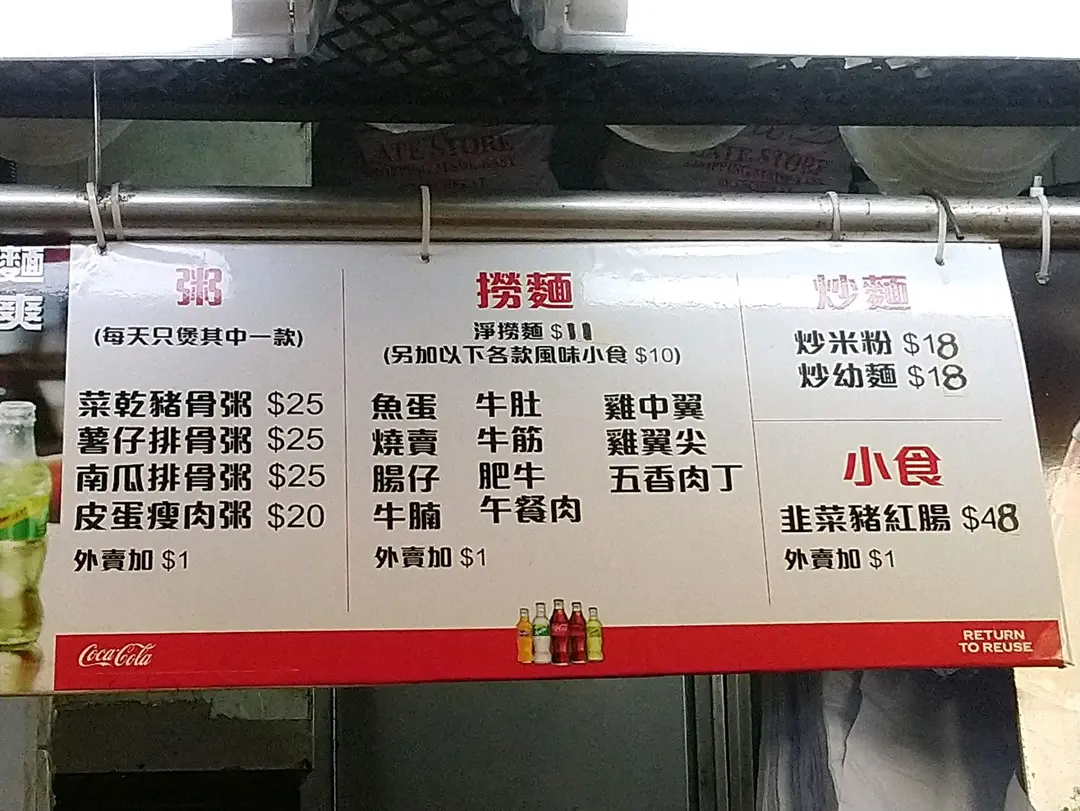 麵
爽
粥
(每天只煲其中一款)
菜乾豬骨粥 $25
薯仔排骨粥 $25
南瓜排骨粥 $25
皮蛋瘦肉粥 $20
外賣加 $1
撈麵
淨撈麵 $11
(另加以下各款風味小食 $10)
魚蛋 牛肚 雞中翼
燒賣 牛筋 雞翼尖
腸仔 肥牛 五香肉丁
牛腩 午餐肉
外賣加 $1
炒麵
炒米粉 $18
炒幼麵 $18
小食
韭菜豬紅腸 $48
外賣加 $1
Coca-Cola
RETURN
TO REUSE